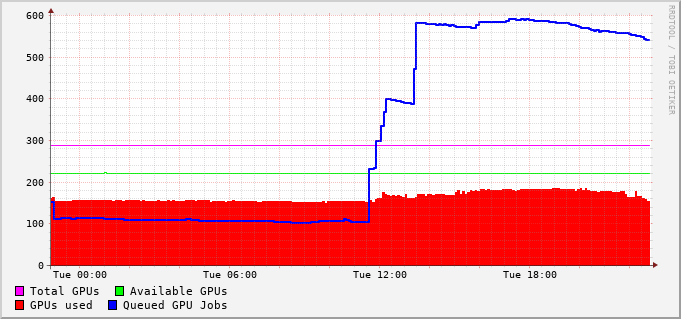 600
500
400
300
200
100
0
Tue 00:00 Tue 06:00 Tue 12:00 Tue 18:00
Total GPUs Available GPUs
GPUs used Queued GPU Jobs
RRDTOOL / TOBI OETIKER